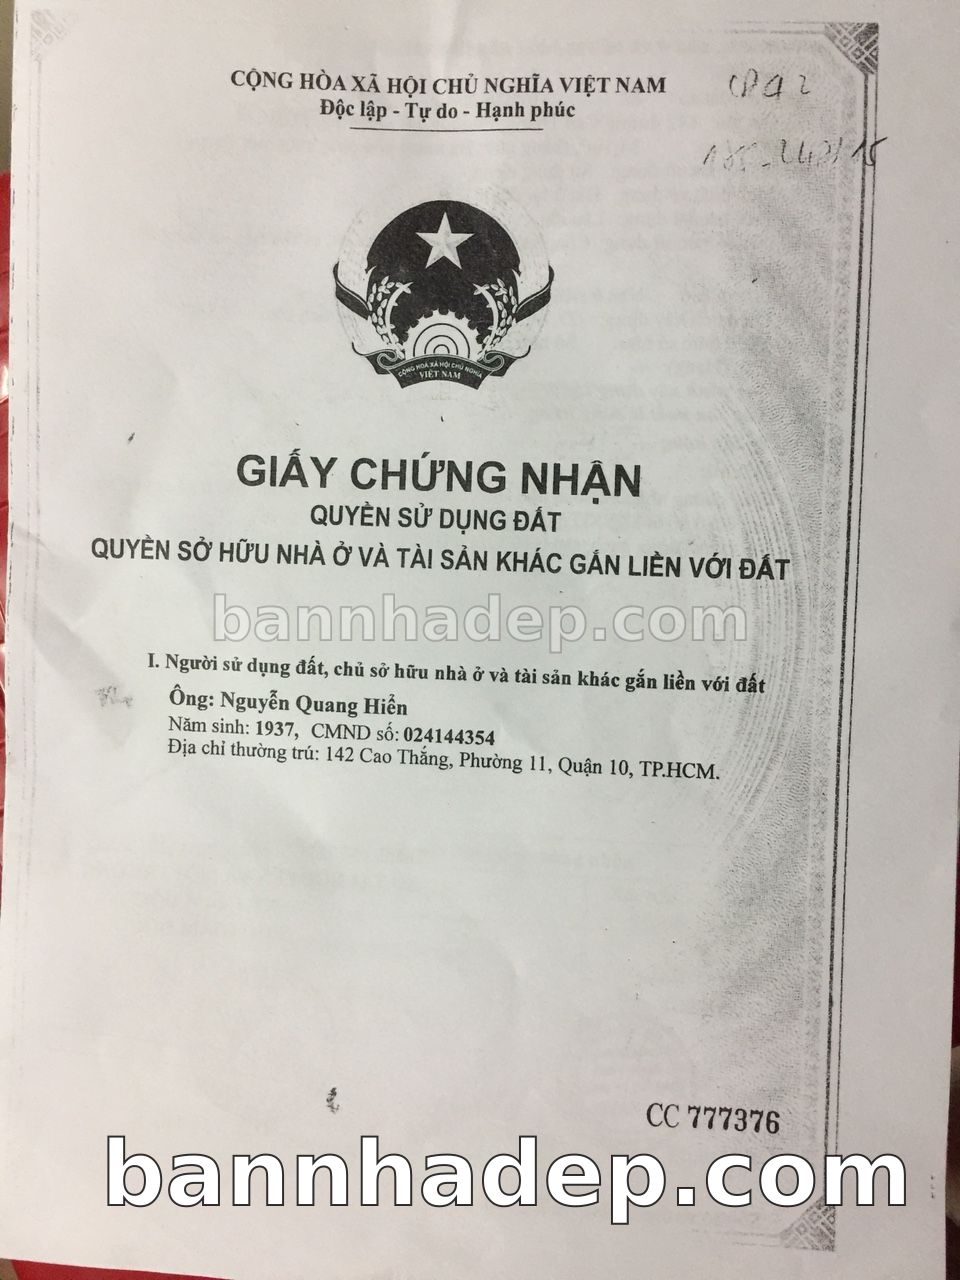 CỘNG HÒA XÃ HỘI CHỦ NGHĨA VIỆT NAM
Độc lập - Tự do - Hạnh phúc
CỘNG HOÀ XÃ HỘI CHỦ NGHĨA
VIỆT NAM
GIẤY CHỨNG NHẬN
QUYỀN SỬ DỤNG ĐẤT
QUYỀN SỞ HỮU NHÀ Ở VÀ TÀI SẢN KHÁC GẮN LIỀN VỚI ĐẤT
bannhadep.com
I. Người sử dụng đất, chủ sở hữu nhà ở và tài sản khác gắn liền với đất
Ông: Nguyễn Quang Hiển
Năm sinh: 1937, CMND số: 024144354
Địa chỉ thường trú: 142 Cao Thắng, Phường 11, Quận 10, TP.HCM.
CC 777376
bannhadep.com